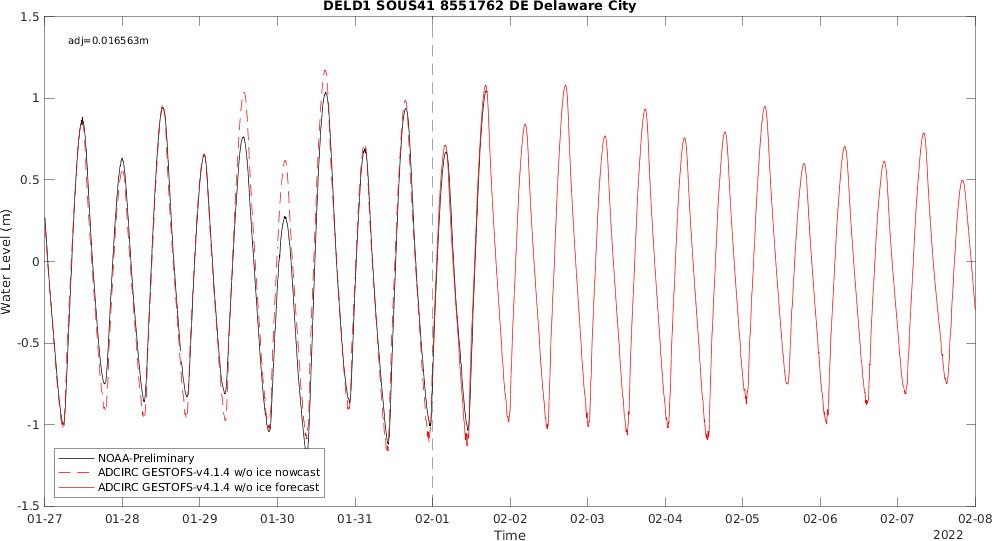 DELD1 SOUS41 8551762 DE Delaware City
adj=0.016563m
1.5
1
0.5
0
-0.5
-1
-1.5
Water Level (m)
NOAA-Preliminary
ADCIRC GESTOFS-v4.1.4 w/o ice nowcast
ADCIRC GESTOFS-v4.1.4 w/o ice forecast
01-27 01-28 01-29 01-30 01-31 02-01 02-02 02-03 02-04 02-05 02-06 02-07 02-08
Time
2022